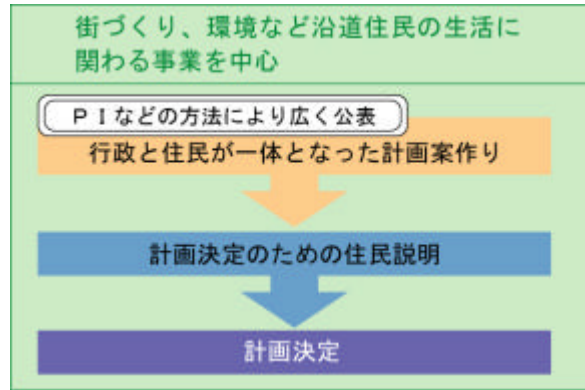 街づくり、環境など沿道住民の生活に
関わる事業を中心
ＰＩなどの方法により広く公表
行政と住民が一体となった計画案作り
計画決定のための住民説明
計画決定